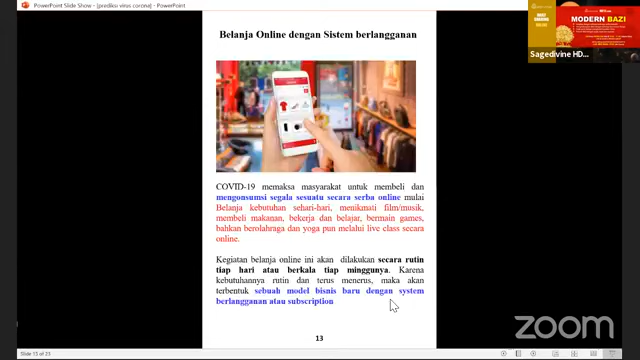 PowerPoint Slide Show - [prediksi virus corona] - PowerPoint
MODERN BAZI
Sagedivine HD...
Belanja Online dengan Sistem berlangganan
COVID-19 memaksa masyarakat untuk membeli dan
mengonsumsi segala sesuatu secara serba online mulai
Belanja kebutuhan sehari-hari, menikmati film/musik,
membeli makanan, bekerja dan belajar, bermain games,
bahkan berolahraga dan yoga pun melalui live class secara
online.
Kegiatan belanja online ini akan dilakukan secara rutin
tiap hari atau berkala tiap minggunya. Karena
kebutuhannya rutin dan terus menerus, maka akan
terbentuk sebuah model bisnis baru dengan system
berlangganan atau subscription
13
zoom
Slide 13 of 23